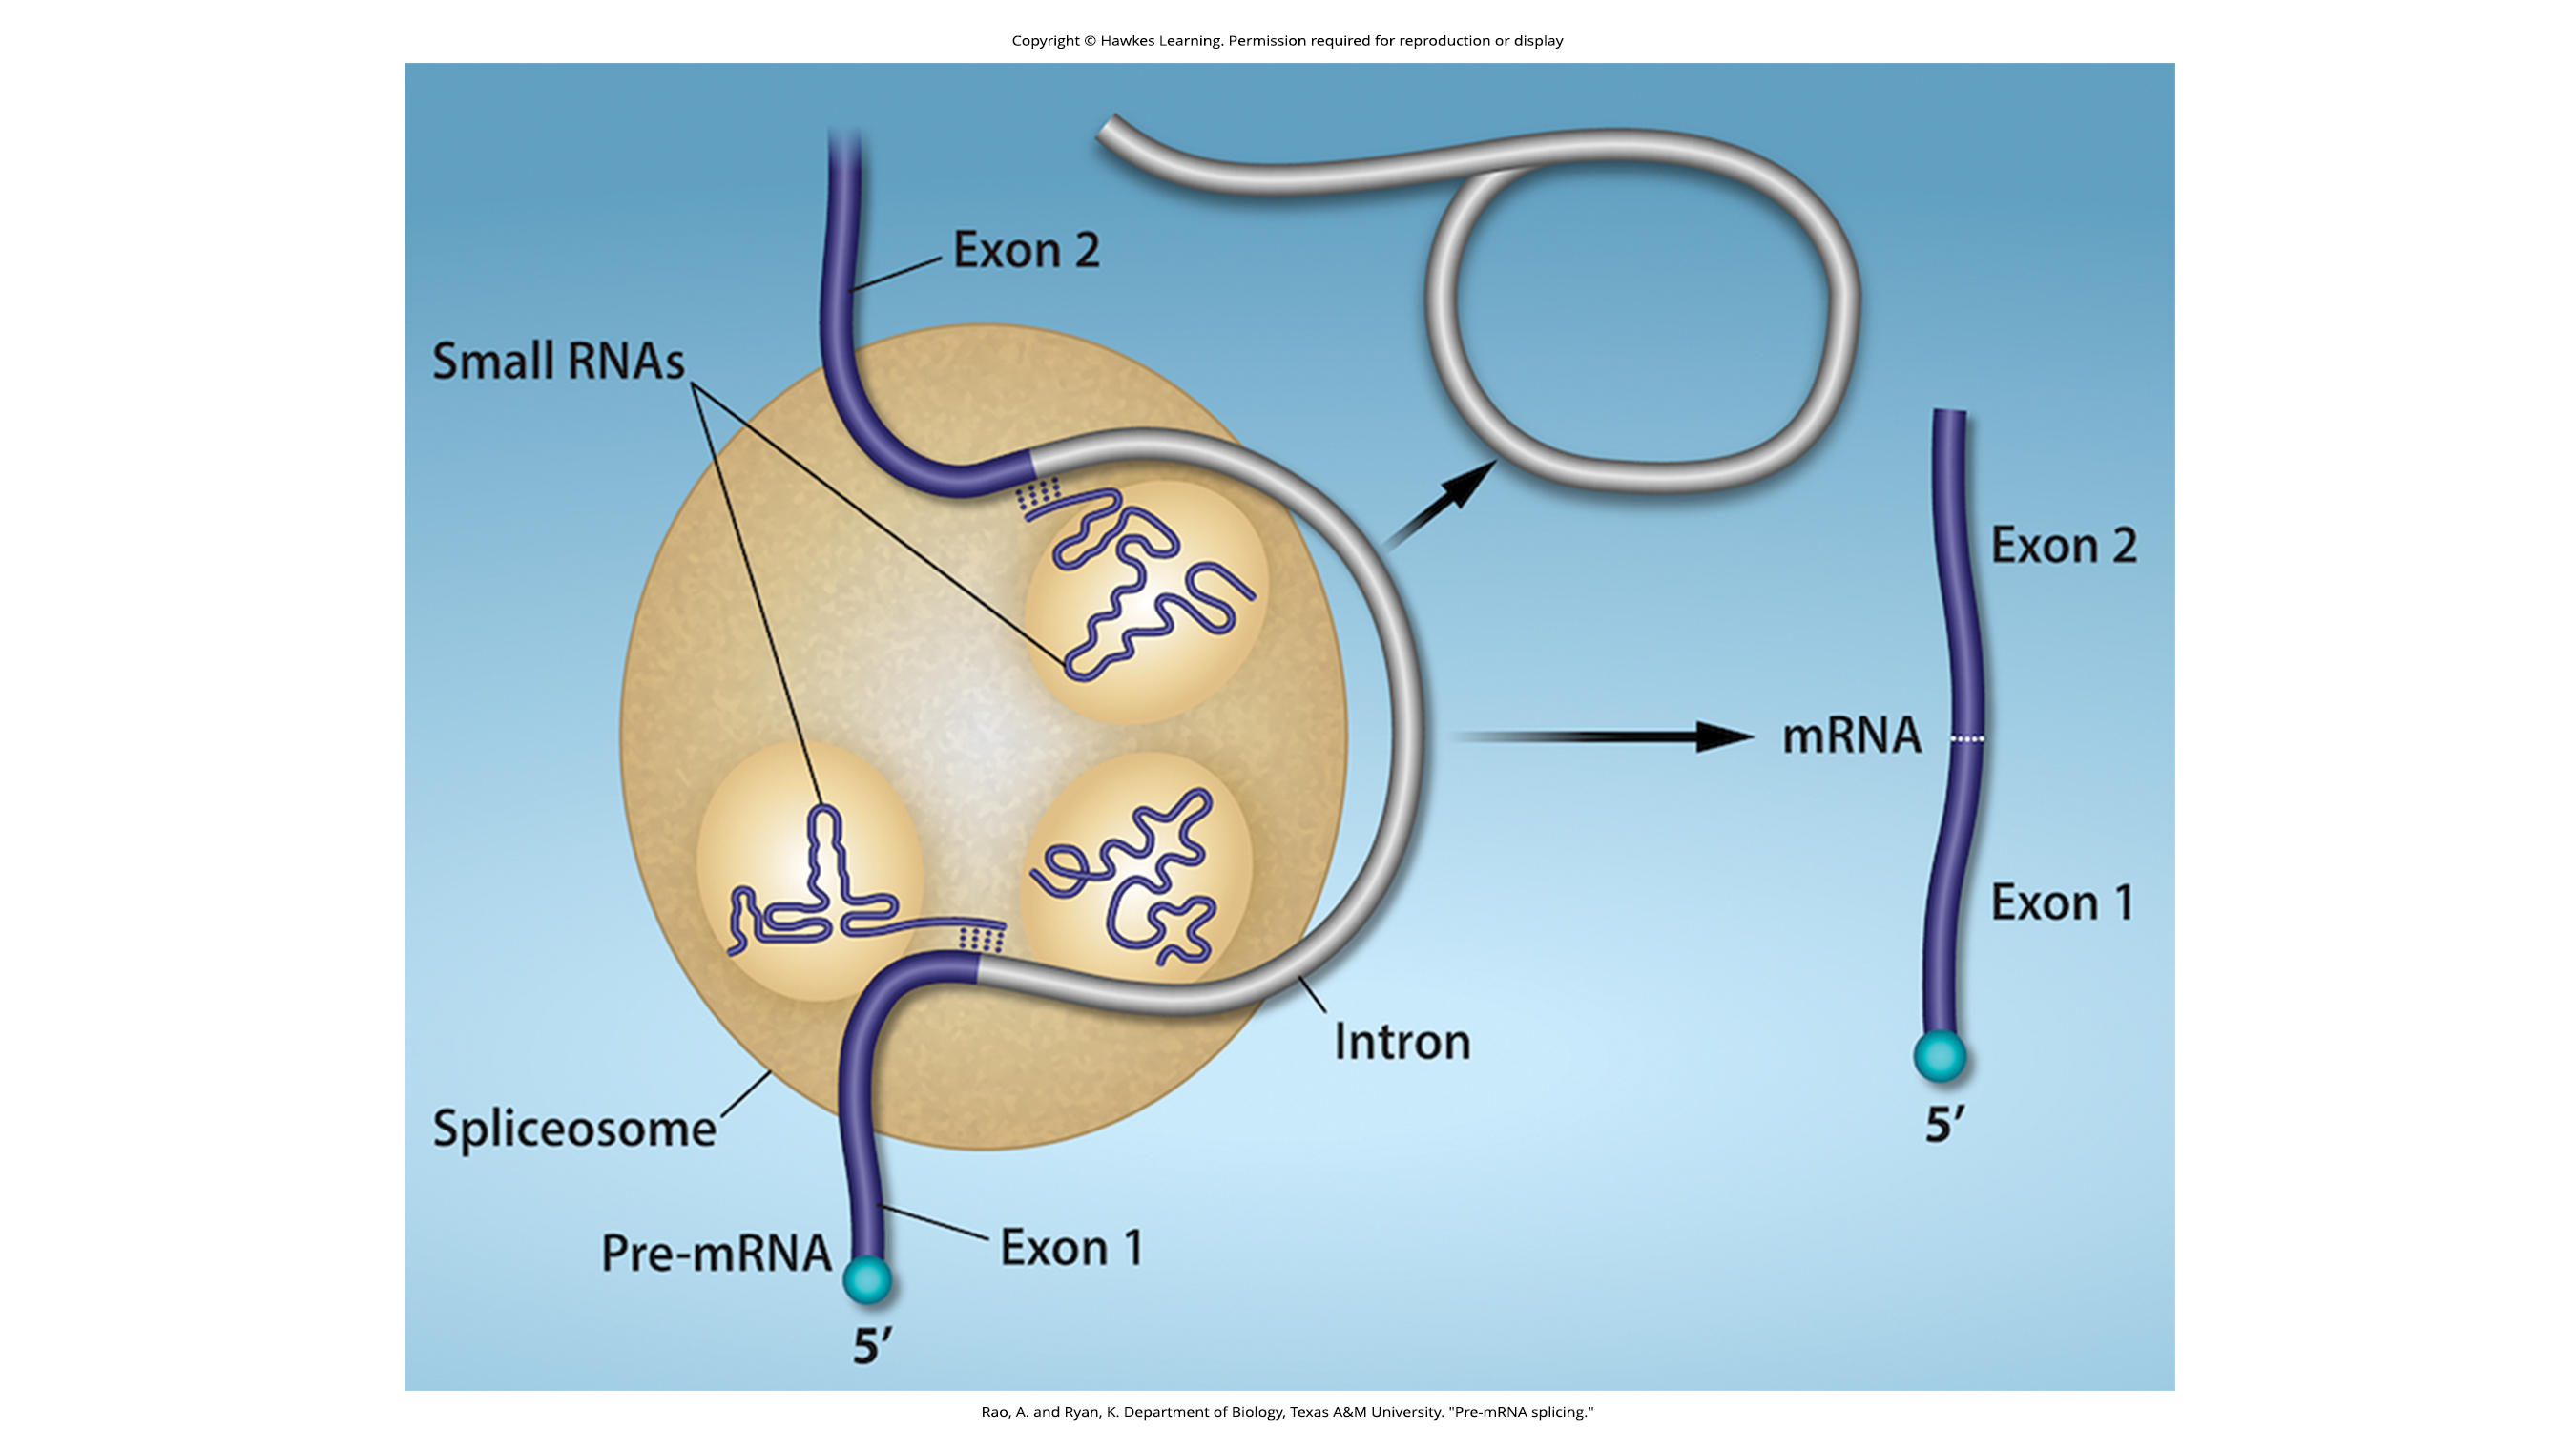 Copyright © Hawkes Learning. Permission required for reproduction or display
Exon 2
Small RNAs
Exon 2
mRNA
Exon 1
Intron
Spliceosome
Pre-mRNA
Exon 1
5′
5′
Rao, A. and Ryan, K. Department of Biology, Texas A&M University. "Pre-mRNA splicing."